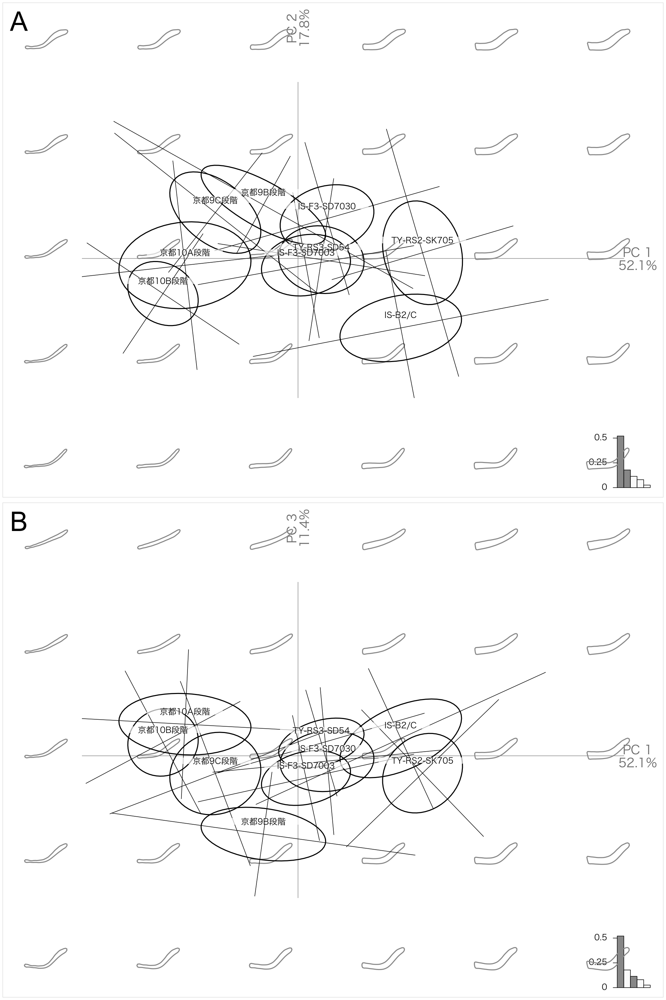 A
PC 2
17.8%
京都9B段階
京都9C段階
IS-F3-SD7030
TY-RS2-SK705
TY-RS3-SD54
IS-F3-SD7003
京都10A段階
PC 1
52.1%
京都10B段階
IS-B2/C
0.5
0.25
0
B
PC 3
11.4%
京都10A段階
IS-B2/C
京都10B段階
TY-RS3-SD54
IS-F3-SD7030
PC 1
52.1%
京都9C段階
TY-RS2-SK705
IS-F3-SD7003
京都9B段階
0.5
0.25
0